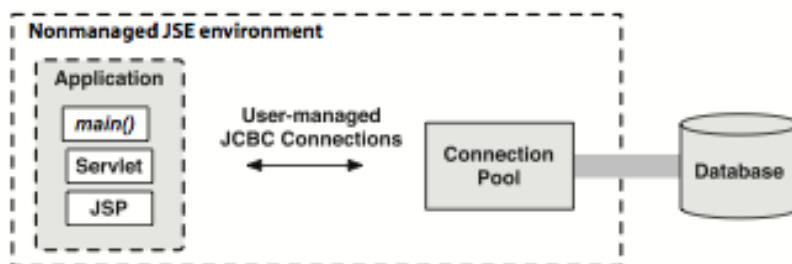 Nonmanaged JSE environment
Application
main()
Servlet
JSP
User-managed
JCBC Connections
Connection
Pool
Database